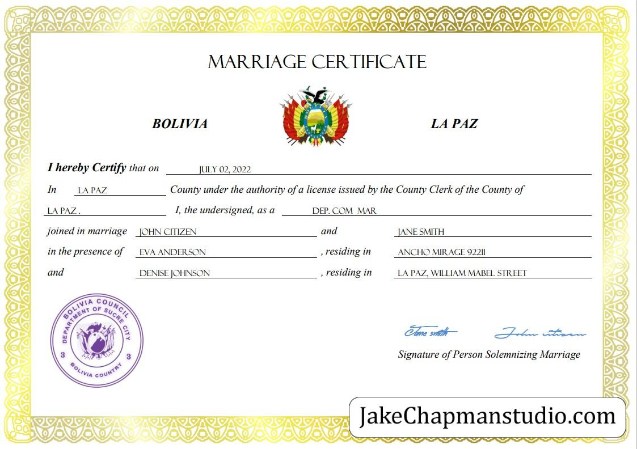 MARRIAGE CERTIFICATE
BOLIVIA LA PAZ
I hereby Certify that on JULY 02, 2022
In LA PAZ County under the authority of a license issued by the County Clerk of the County of
LA PAZ . I, the undersigned, as a DEP. COM MAR
joined in marriage JOHN CITIZEN and JANE SMITH
in the presence of EVA ANDERSON , residing in ANCHO MIRAGE 92211
and DENISE JOHNSON , residing in LA PAZ, WILLIAM MABEL STREET
BOLIVIA COUNCIL
DEPARTMENT OF SUCRE CITY
3 3
BOLIVIA COUNTRY
Jane smith John citizen
Signature of Person Solemnizing Marriage
JakeChapmanstudio.com